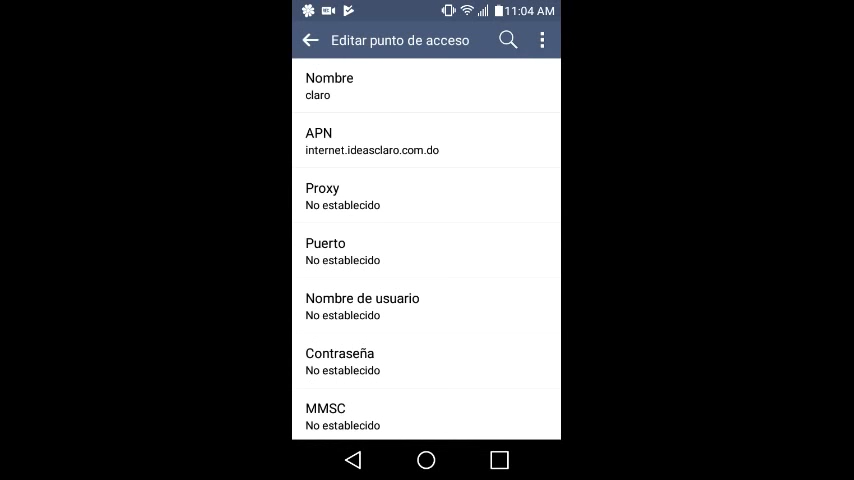 11:04 AM
Editar punto de acceso
Nombre
claro
APN
internet.ideasclaro.com.do
Proxy
No establecido
Puerto
No establecido
Nombre de usuario
No establecido
Contraseña
No establecido
MMSC
No establecido